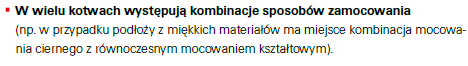 ▪ W wielu kotwach występują kombinacje sposobów zamocowania
(np. w przypadku podłoży z miękkich materiałów ma miejsce kombinacja mocowa-
nia ciernego z równoczesnym mocowaniem kształtowym).